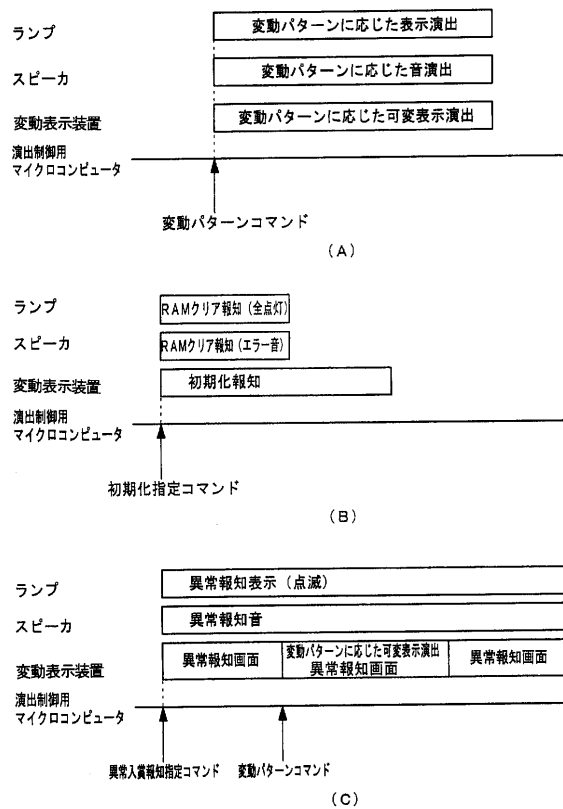 ランプ
変動パターンに応じた表示演出
スピーカ
変動パターンに応じた音演出
変動表示装置
変動パターンに応じた可変表示演出
演出制御用
マイクロコンピュータ
変動パターンコマンド
(A)
ランプ
RAMクリア報知(全点灯)
スピーカ
RAMクリア報知(エラー音)
変動表示装置
初期化報知
演出制御用
マイクロコンピュータ
初期化指定コマンド
(B)
ランプ
異常報知表示(点滅)
スピーカ
異常報知音
変動表示装置
異常報知画面
変動パターンに応じた可変表示演出
異常報知画面
異常報知画面
演出制御用
マイクロコンピュータ
異常入賞報知指定コマンド
変動パターンコマンド
(C)